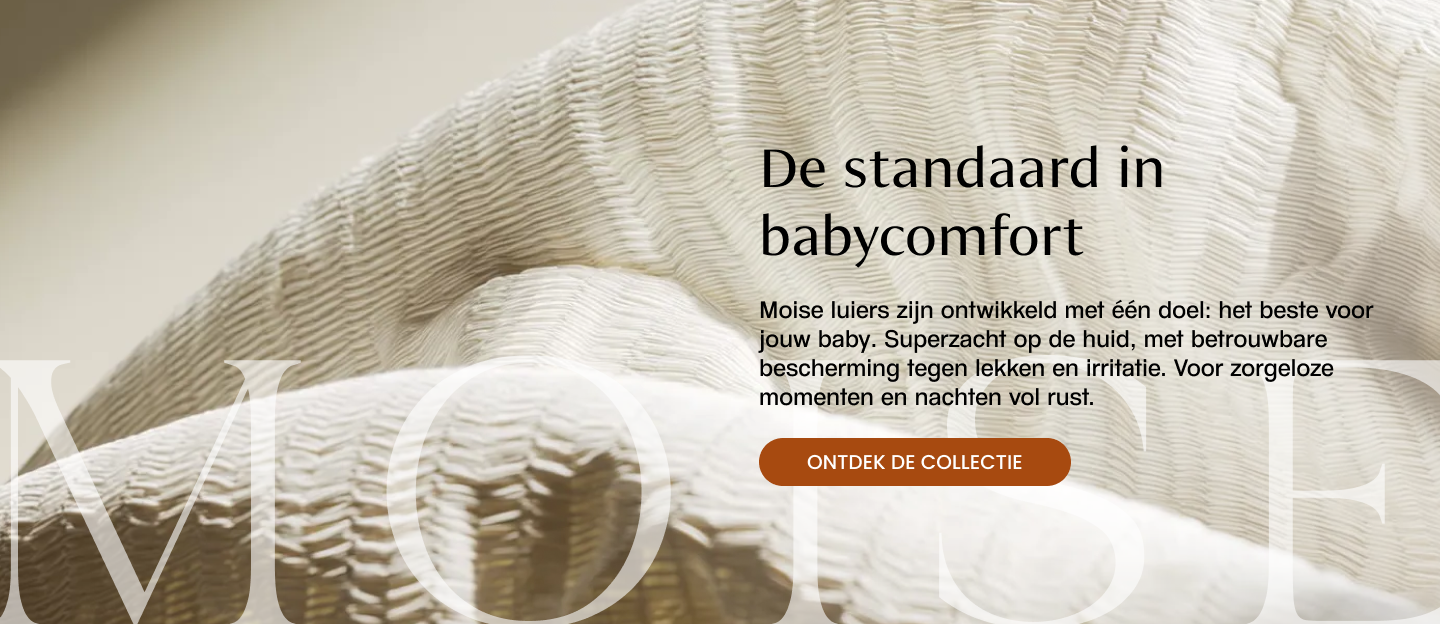 De standaard in
babycomfort
Moise luiers zijn ontwikkeld met één doel: het beste voor
jouw baby. Superzacht op de huid, met betrouwbare
bescherming tegen lekken en irritatie. Voor zorgeloze
momenten en nachten vol rust.
ONTDEK DE COLLECTIE
MOISE